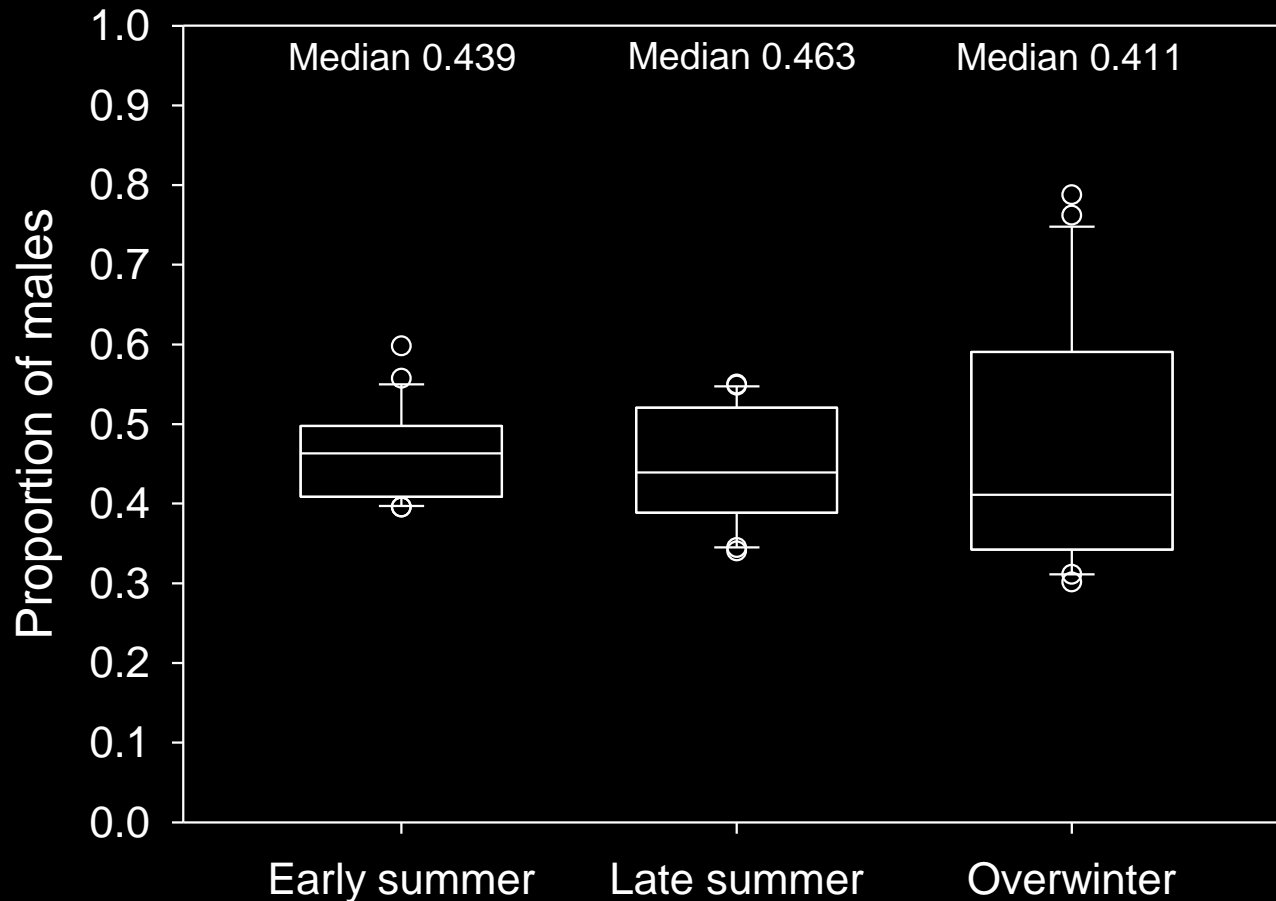 Proportion of males
1.0
0.9
0.8
0.7
0.6
0.5
0.4
0.3
0.2
0.1
0.0
Median 0.439
Median 0.463
Median 0.411
Early summer
Late summer
Overwinter